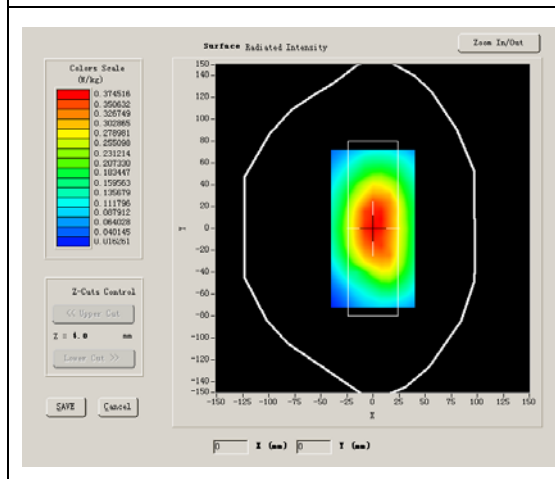 Surface Radiated Intensity
Zoom In/Out
Colors Scale
(W/kg)
0.374516
0.350632
0.326749
0.302865
0.278981
0.255098
0.231214
0.207330
0.183447
0.159563
0.135679
0.111796
0.087912
0.064028
0.040145
0.016261
Z-Cuts Control
<< Upper Cut
Z = 4.0 mm
Lower Cut >>
SAVE
Cancel
150
140
120
100
80
60
40
20
0
-20
-40
-60
-80
-100
-120
-140
-150
Y
-150 -125 -100 -75 -50 -25 0 25 50 75 100 125 150
X
0 X (mm) 0 Y (mm)